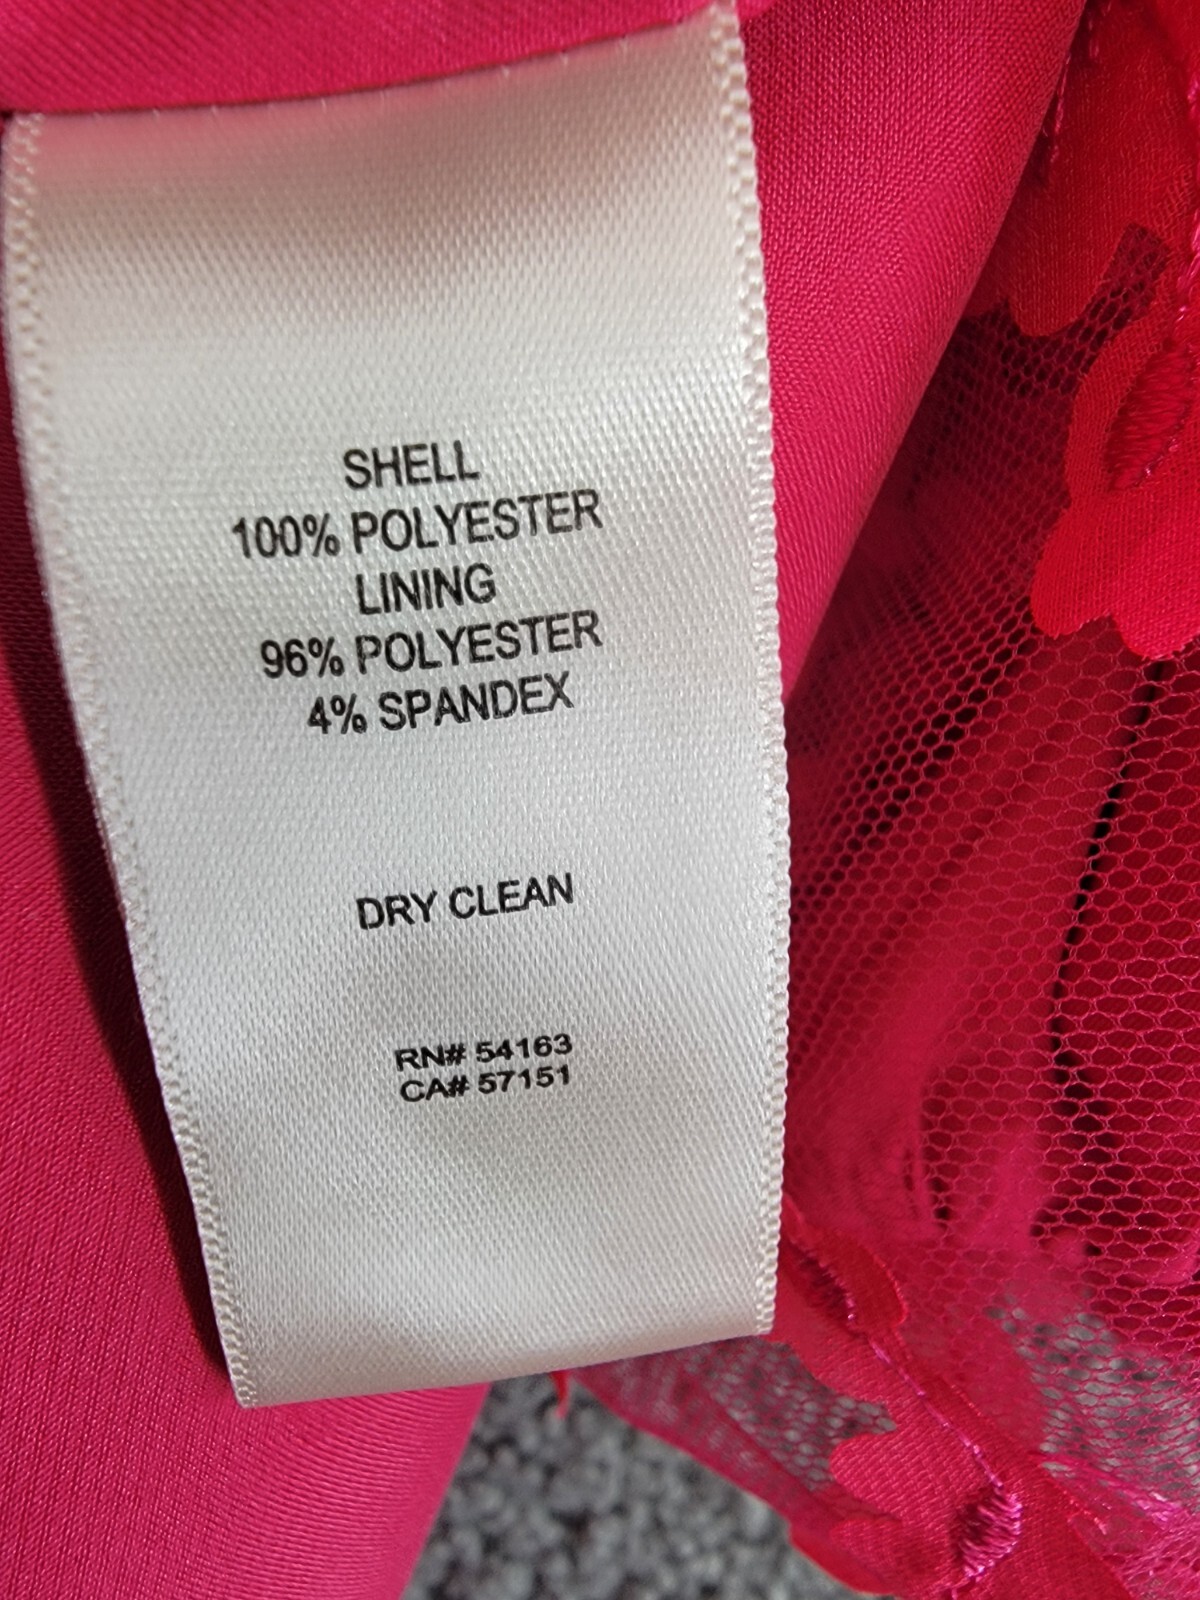 SHELL
100% POLYESTER
LINING
96% POLYESTER
4% SPANDEX
DRY CLEAN
RN# 54163
CA# 57151